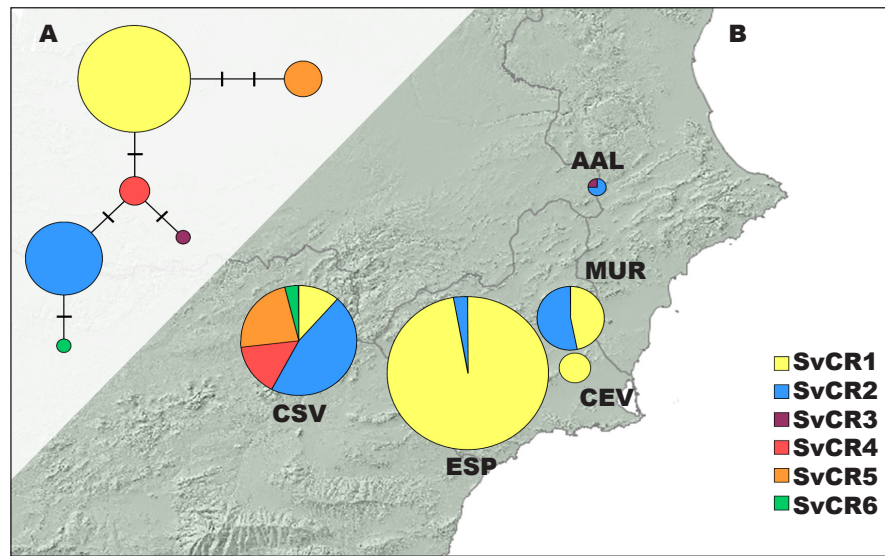 A
B
AAL
MUR
CEV
CSV
ESP
SvCR1
SvCR2
SvCR3
SvCR4
SvCR5
SvCR6